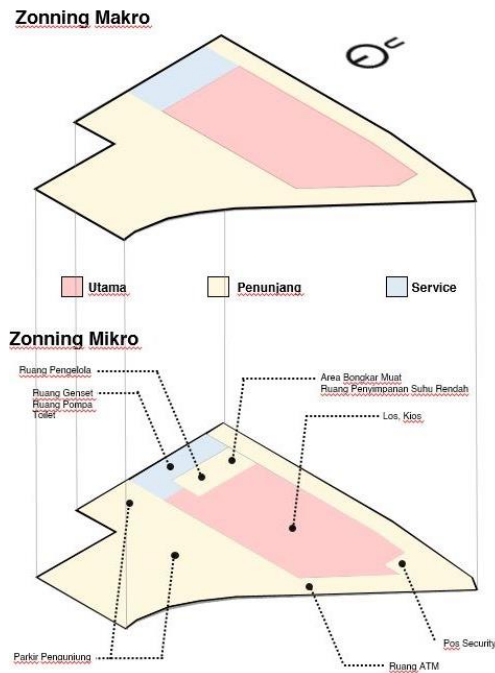 Zonning Makro
U
Utama
Penunjang
Service
Zonning Mikro
Ruang Pengelola
Ruang Genset
Ruang Pompa
Toilet
Area Bongkar Muat
Ruang Penyimpanan Suhu Rendah
Los, Kios
Parkir Pengunjung
Pos Security
Ruang ATM